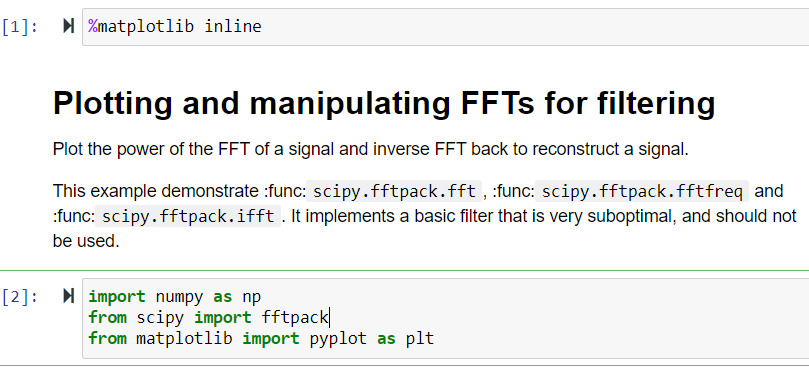 [1]: %matplotlib inline
Plotting and manipulating FFTs for filtering
Plot the power of the FFT of a signal and inverse FFT back to reconstruct a signal.
This example demonstrate :func: scipy.fftpack.fft , :func: scipy.fftpack.fftfreq and
:func: scipy.fftpack.ifft . It implements a basic filter that is very suboptimal, and should not
be used.
[2]: import numpy as np
from scipy import fftpack
from matplotlib import pyplot as plt